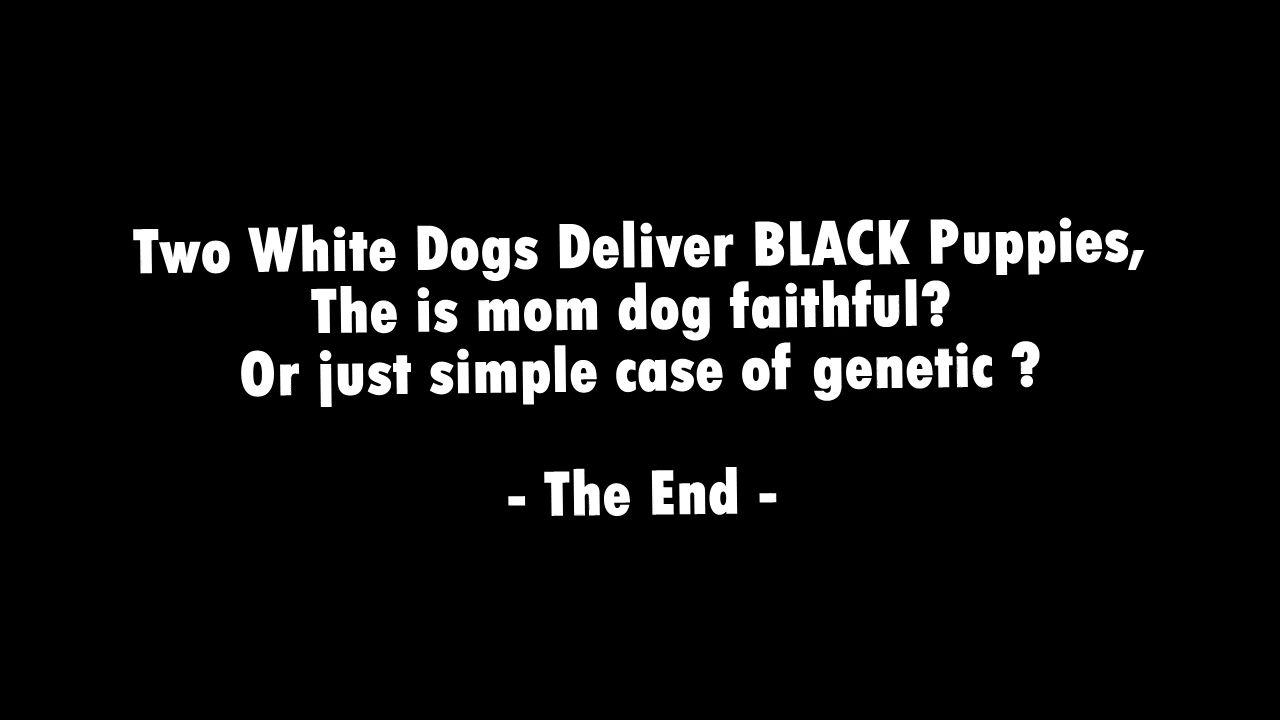 Two White Dogs Deliver BLACK Puppies,
The is mom dog faithful?
Or just simple case of genetic ?
- The End -